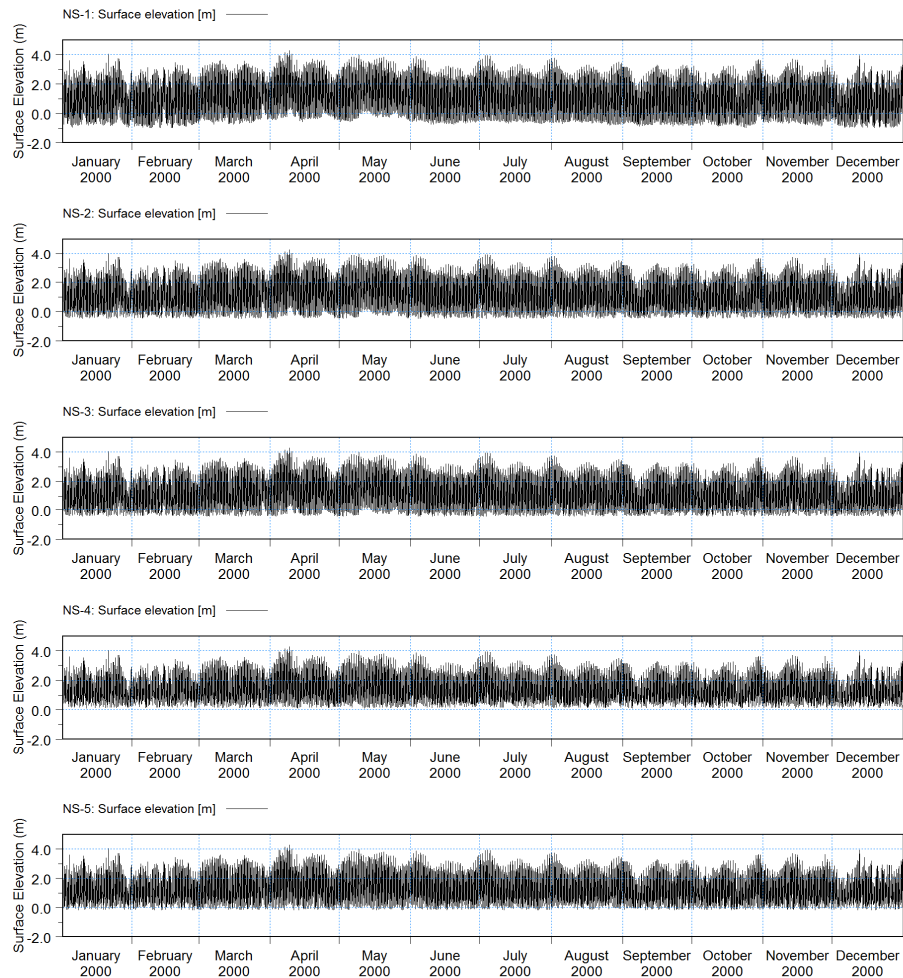 NS-1: Surface elevation [m]
Surface Elevation (m)
4.0
2.0
0.0
-2.0
January February March April May June July August September October November December
2000 2000 2000 2000 2000 2000 2000 2000 2000 2000 2000 2000
NS-2: Surface elevation [m]
Surface Elevation (m)
4.0
2.0
0.0
-2.0
January February March April May June July August September October November December
2000 2000 2000 2000 2000 2000 2000 2000 2000 2000 2000 2000
NS-3: Surface elevation [m]
Surface Elevation (m)
4.0
2.0
0.0
-2.0
January February March April May June July August September October November December
2000 2000 2000 2000 2000 2000 2000 2000 2000 2000 2000 2000
NS-4: Surface elevation [m]
Surface Elevation (m)
4.0
2.0
0.0
-2.0
January February March April May June July August September October November December
2000 2000 2000 2000 2000 2000 2000 2000 2000 2000 2000 2000
NS-5: Surface elevation [m]
Surface Elevation (m)
4.0
2.0
0.0
-2.0
January February March April May June July August September October November December
2000 2000 2000 2000 2000 2000 2000 2000 2000 2000 2000 2000